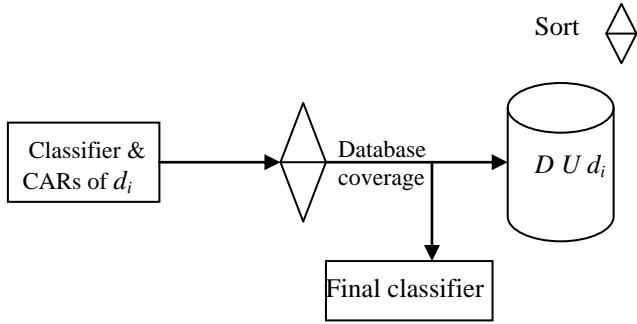 Sort
Classifier &
CARs of di
Database
coverage
D U di
Final classifier